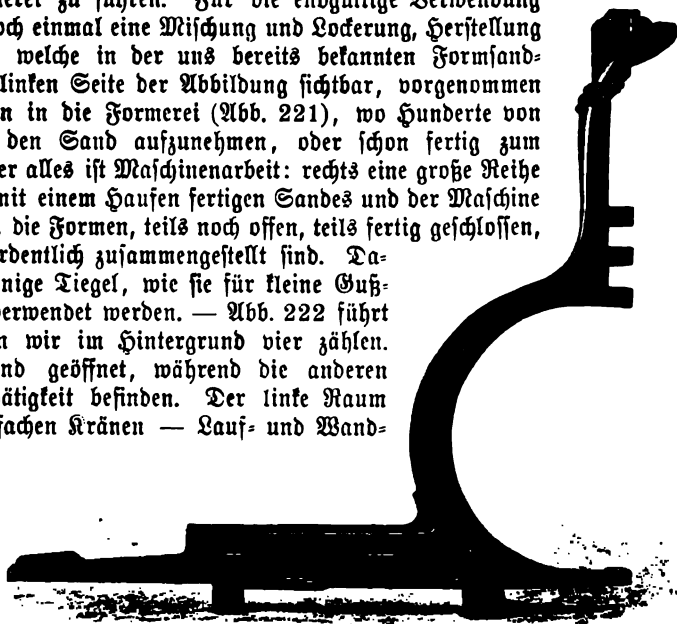 zu führen. Für die endgültige Verwendung
einmal eine Mischung und Lockerung, Herstellung
welche in der uns bereits bekannten Formsand-
linken Seite der Abbildung sichtbar, vorgenommen
in die Formerei (Abb. 221), wo Hunderte von
den Sand aufzunehmen, oder schon fertig zum
alles ist Maschinenarbeit: rechts eine große Reihe
mit einem Haufen fertigen Sandes und der Maschine
die Formen, teils noch offen, teils fertig geschlossen,
rdentlich zusammengestellt sind. Da-
nige Tiegel, wie sie für kleine Guß-
verwendet werden. — Abb. 222 führt
n wir im Hintergrund vier zählen.
nd geöffnet, während die anderen
ätigkeit befinden. Der linke Raum
fachen Kränen — Lauf- und Wand-